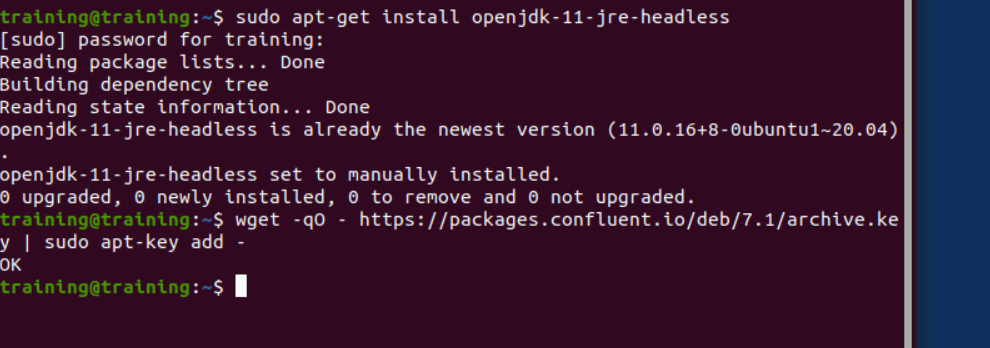 training@training:~$ sudo apt-get install openjdk-11-jre-headless
[sudo] password for training:
Reading package lists... Done
Building dependency tree
Reading state information... Done
openjdk-11-jre-headless is already the newest version (11.0.16+8-0ubuntu1~20.04)
.
openjdk-11-jre-headless set to manually installed.
0 upgraded, 0 newly installed, 0 to remove and 0 not upgraded.
training@training:~$ wget -qO - https://packages.confluent.io/deb/7.1/archive.ke
y | sudo apt-key add -
OK
training@training:~$